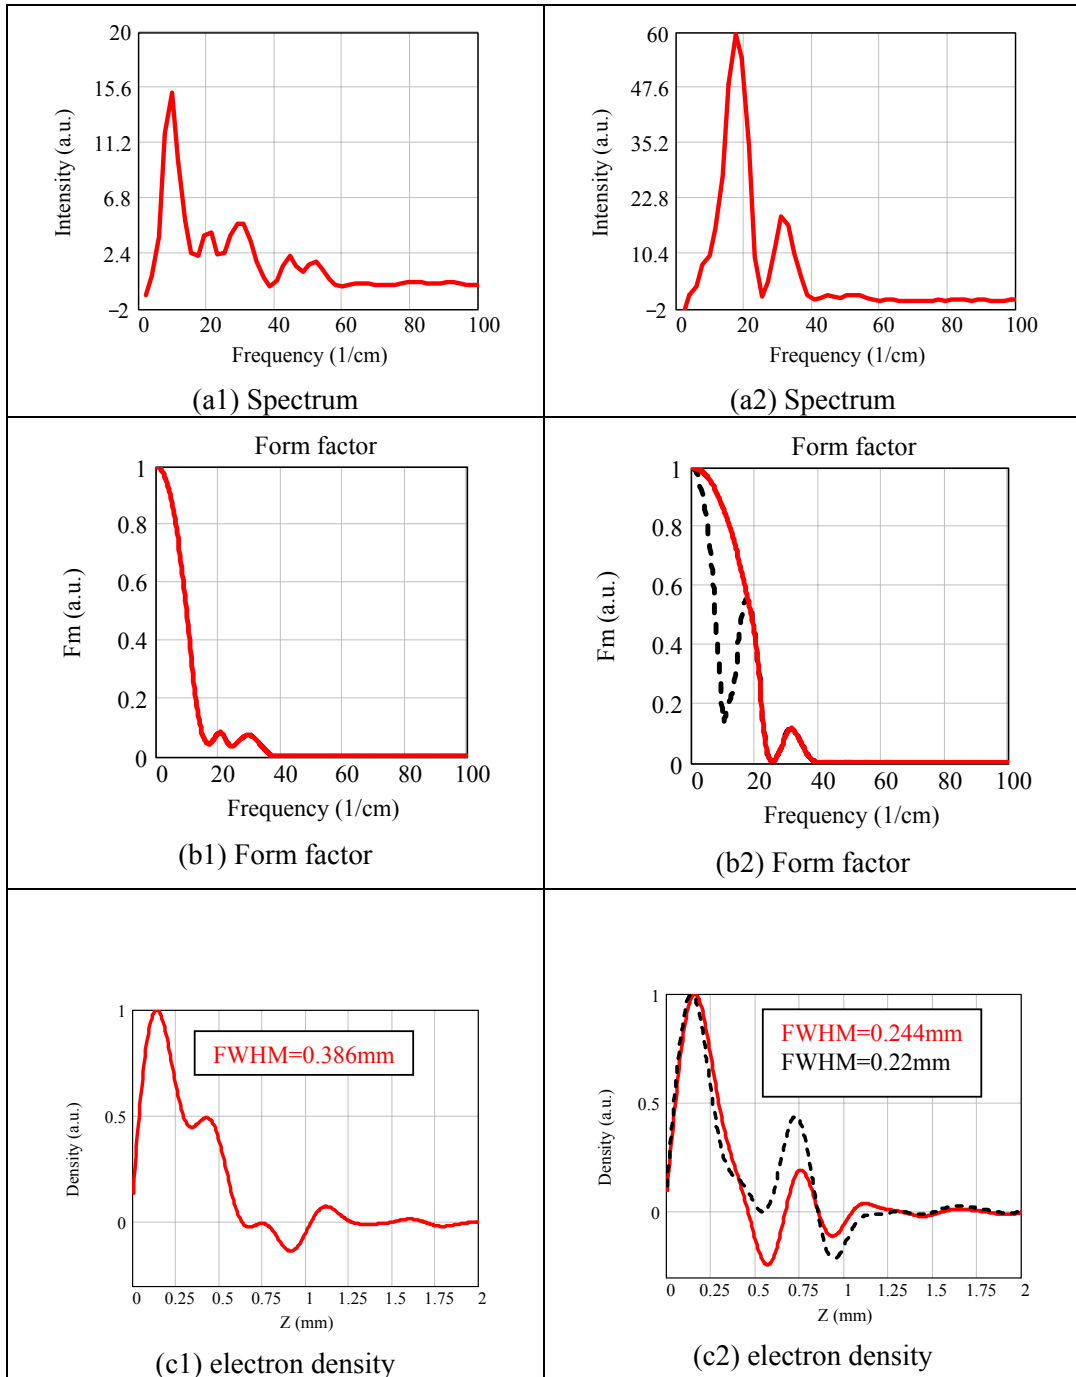 20
15.6
11.2
6.8
2.4
−2
Intensity (a.u.)
0 20 40 60 80 100
Frequency (1/cm)
(a1) Spectrum
60
47.6
35.2
22.8
10.4
−2
Intensity (a.u.)
0 20 40 60 80 100
Frequency (1/cm)
(a2) Spectrum
Form factor
1
0.8
0.6
0.4
0.2
0
Fm (a.u.)
0 20 40 60 80 100
Frequency (1/cm)
(b1) Form factor
Form factor
1
0.8
0.6
0.4
0.2
0
Fm (a.u.)
0 20 40 60 80 100
Frequency (1/cm)
(b2) Form factor
1
0.5
0
Density (a.u.)
FWHM=0.386mm
0 0.25 0.5 0.75 1 1.25 1.5 1.75 2
Z (mm)
(c1) electron density
1
0.5
0
Density (a.u.)
FWHM=0.244mm
FWHM=0.22mm
0 0.25 0.5 0.75 1 1.25 1.5 1.75 2
Z (mm)
(c2) electron density